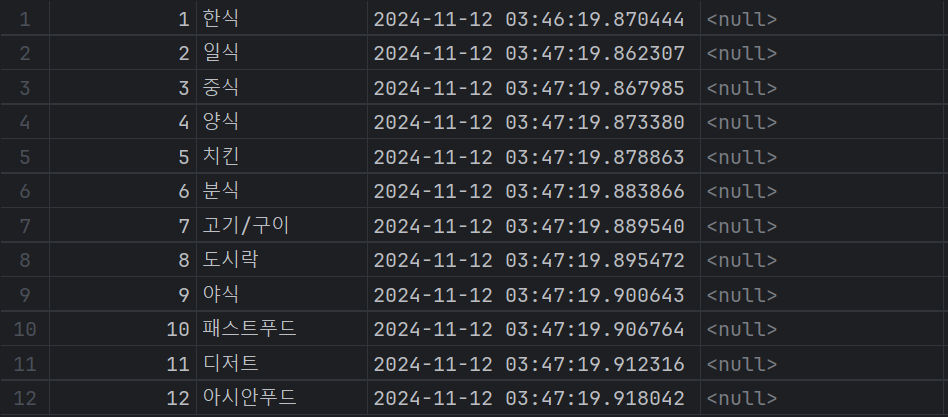 1 1 한식 2024-11-12 03:46:19.870444 <null>
2 2 일식 2024-11-12 03:47:19.862307 <null>
3 3 중식 2024-11-12 03:47:19.867985 <null>
4 4 양식 2024-11-12 03:47:19.873380 <null>
5 5 치킨 2024-11-12 03:47:19.878863 <null>
6 6 분식 2024-11-12 03:47:19.883866 <null>
7 7 고기/구이 2024-11-12 03:47:19.889540 <null>
8 8 도시락 2024-11-12 03:47:19.895472 <null>
9 9 야식 2024-11-12 03:47:19.900643 <null>
10 10 패스트푸드 2024-11-12 03:47:19.906764 <null>
11 11 디저트 2024-11-12 03:47:19.912316 <null>
12 12 아시안푸드 2024-11-12 03:47:19.918042 <null>